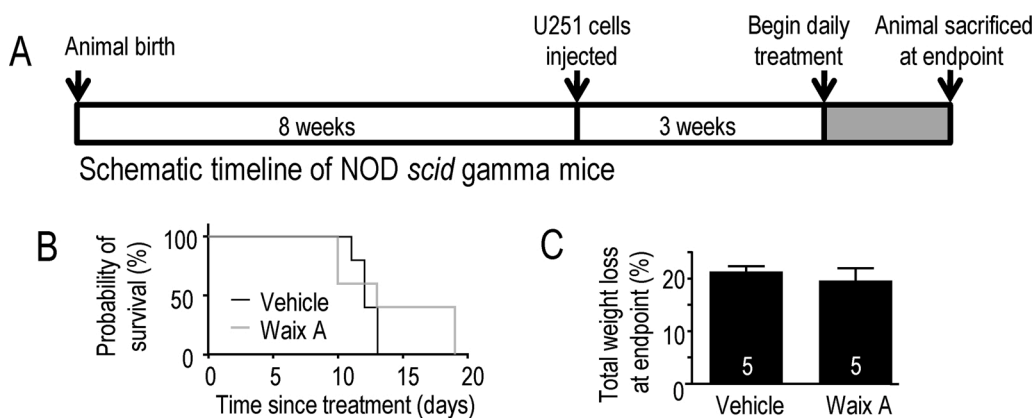 A
Animal birth
U251 cells
injected
Begin daily
treatment
Animal sacrificed
at endpoint
8 weeks
3 weeks
Schematic timeline of NOD scid gamma mice
B
Probability of
survival (%)
100
50
0
Vehicle
Waix A
0 5 10 15 20
Time since treatment (days)
C
Total weight loss
at endpoint (%)
20
10
0
5 5
Vehicle Waix A